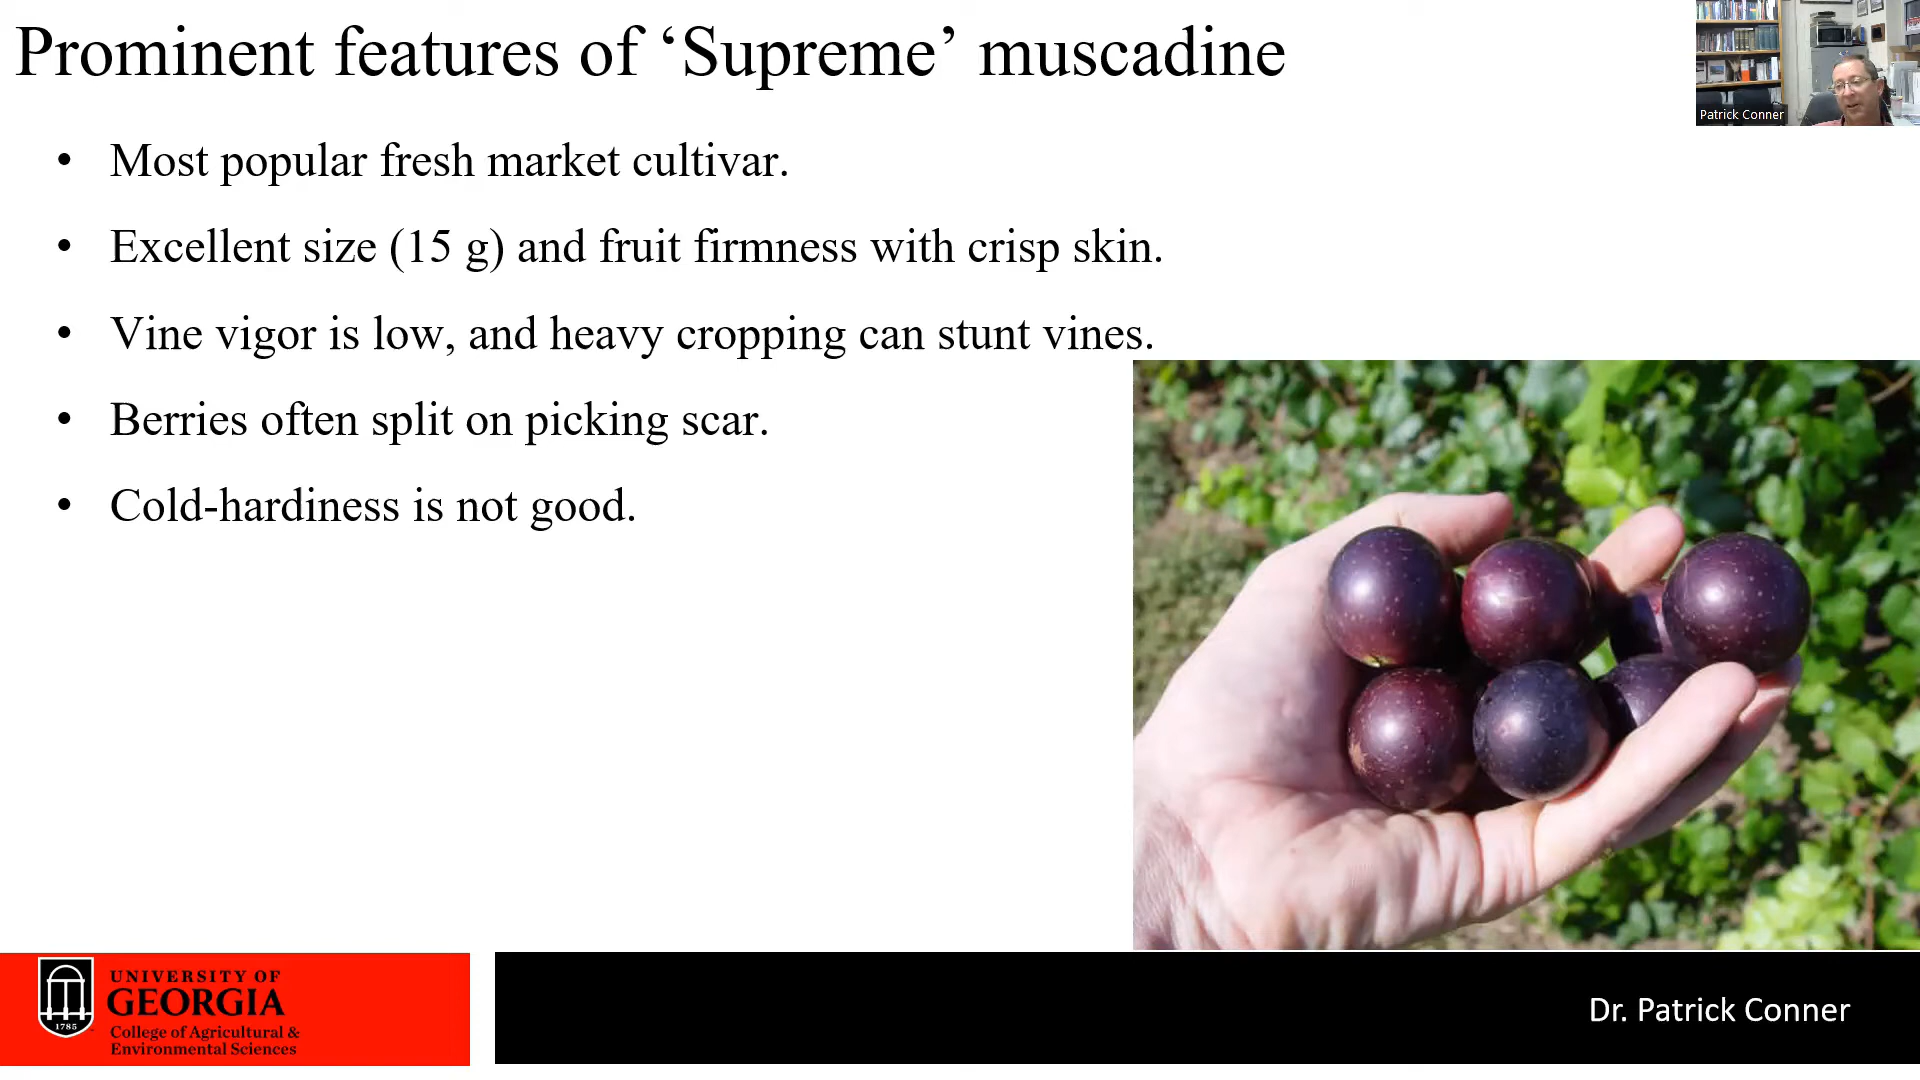 Prominent features of ‘Supreme’ muscadine
Patrick Conner
• Most popular fresh market cultivar.
• Excellent size (15 g) and fruit firmness with crisp skin.
• Vine vigor is low, and heavy cropping can stunt vines.
• Berries often split on picking scar.
• Cold-hardiness is not good.
1785
UNIVERSITY OF
GEORGIA
College of Agricultural &
Environmental Sciences
Dr. Patrick Conner